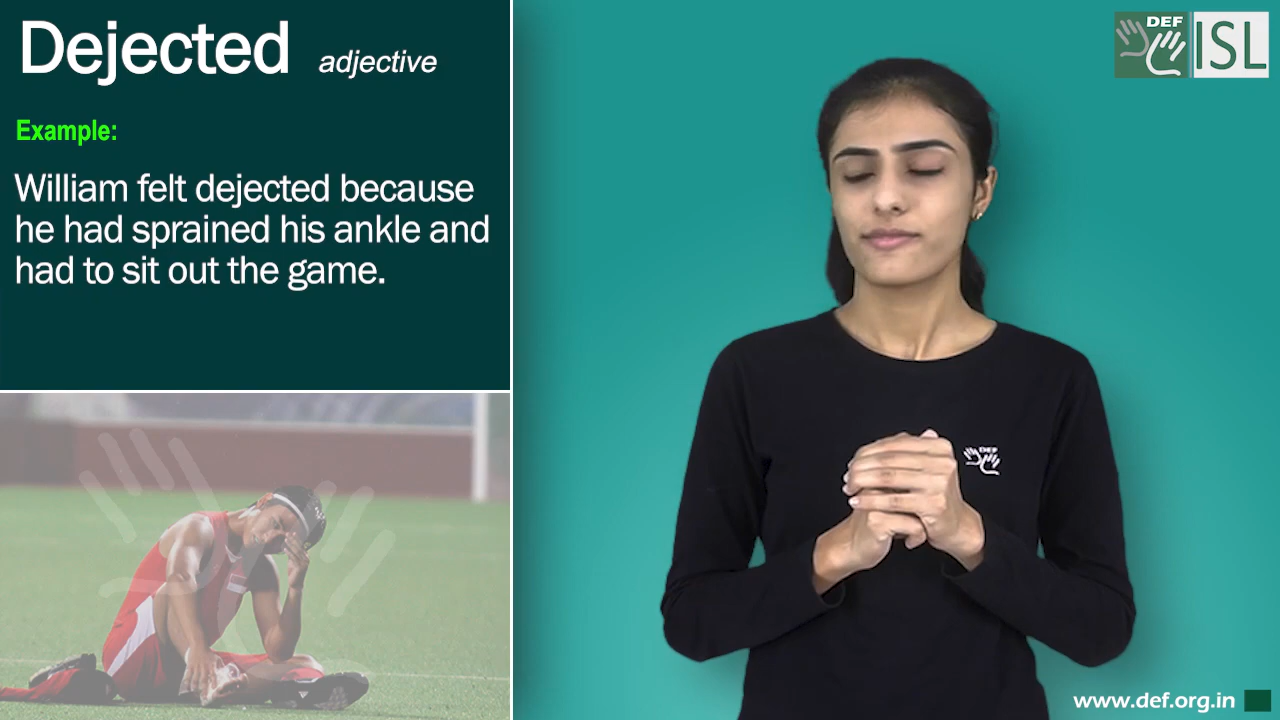 Dejected adjective
Example:
William felt dejected because
he had sprained his ankle and
had to sit out the game.
DEF
ISL
DEF
www.def.org.in